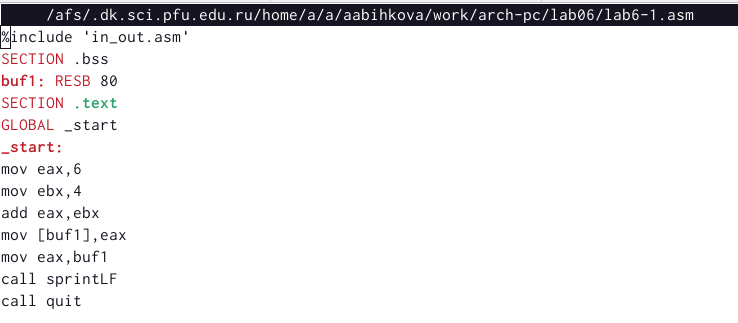 /afs/.dk.sci.pfu.edu.ru/home/a/a/aabihkova/work/arch-pc/lab06/lab6-1.asm
%include 'in_out.asm'
SECTION .bss
buf1: RESB 80
SECTION .text
GLOBAL _start
_start:
mov eax,6
mov ebx,4
add eax,ebx
mov [buf1],eax
mov eax,buf1
call sprintLF
call quit